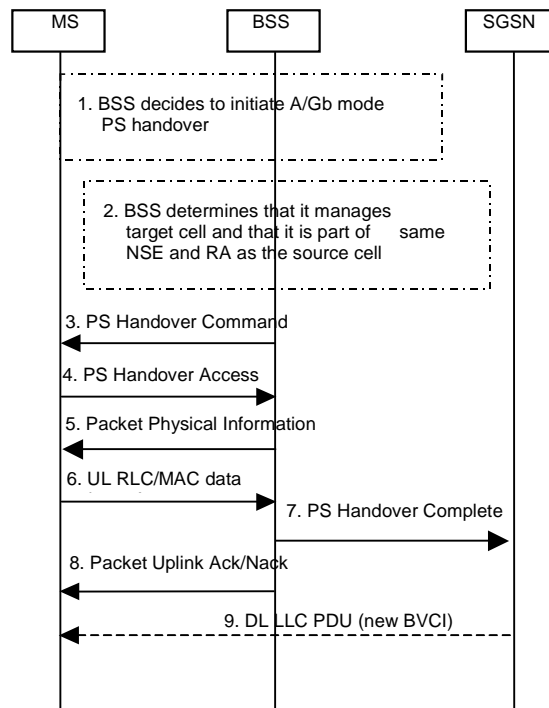 MS BSS SGSN
1. BSS decides to initiate A/Gb mode
PS handover
2. BSS determines that it manages
target cell and that it is part of same
NSE and RA as the source cell
3. PS Handover Command
4. PS Handover Access
5. Packet Physical Information
6. UL RLC/MAC data
7. PS Handover Complete
8. Packet Uplink Ack/Nack
9. DL LLC PDU (new BVCI)